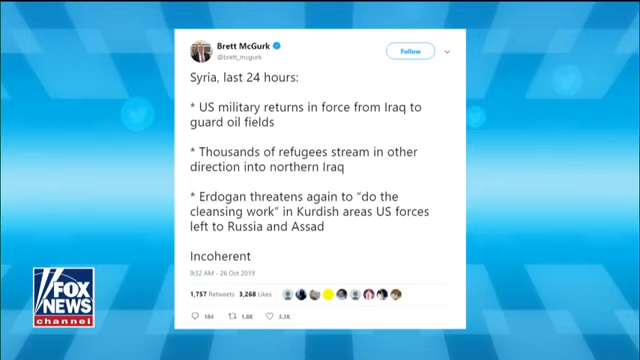 Brett McGurk
@brett_mcgurk
Follow
Syria, last 24 hours:
* US military returns in force from Iraq to
guard oil fields
* Thousands of refugees stream in other
direction into northern Iraq
* Erdogan threatens again to “do the
cleansing work” in Kurdish areas US forces
left to Russia and Assad
Incoherent
9:32 AM - 26 Oct 2019
1,757 Retweets 3,268 Likes
184 1.8K 3.3K
FOX
NEWS
channel